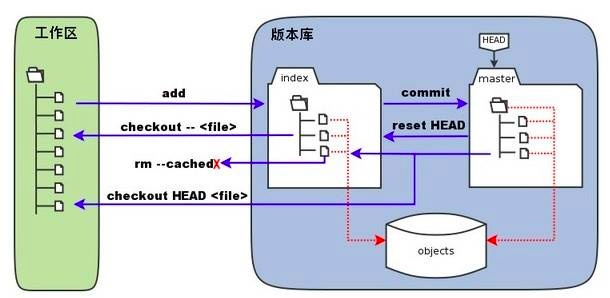 工作区
版本库
HEAD
index
master
add
commit
checkout -- <file>
reset HEAD
rm --cachedX
checkout HEAD <file>
objects